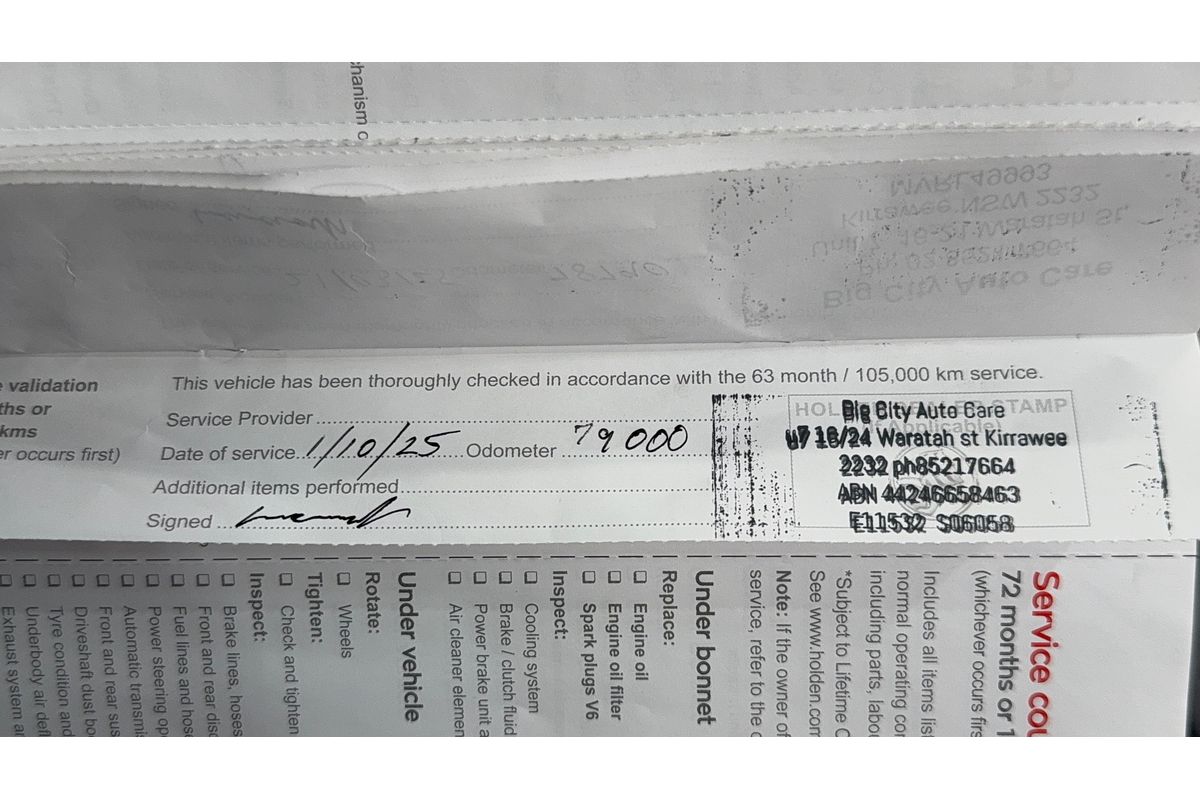 chanism o
This vehicle has been thoroughly checked in accordance with the 63 month / 105,000 km service.
validation
ths or
kms
er occurs first)
Service Provider
Date of service 1/10/25 Odometer 79000
Additional items performed
Signed
Big City Auto Care
16/24 Waratah st Kirrawee
2232 ph85217664
ABN 44246658463
E11532 S06058
Service cou
72 months or 1
(whichever occurs firs
Includes all items list
normal operating con
including parts, labou
*Subject to Lifetime C
See www.holden.com
Note: If the owner of
service, refer to the
Under bonnet
Replace:
Engine oil
Engine oil filter
Spark plugs V6
Inspect:
Cooling system
Brake / clutch fluid
Power brake unit a
Air cleaner elemen
Under vehicle
Rotate:
Wheels
Tighten:
Check and tighten
Inspect:
Brake lines, hoses
Front and rear disc
Fuel lines and hose
Power steering op
Automatic transmi
Front and rear sus
Driveshaft dust bo
Tyre condition and
Underbody air defl
Exhaust system an